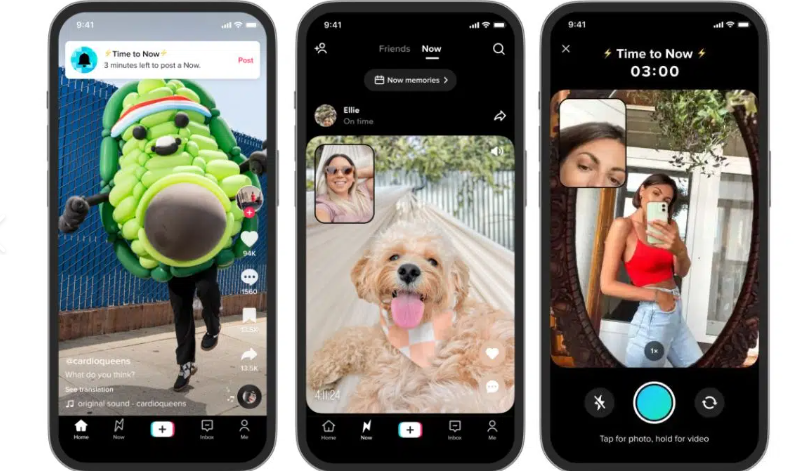 9:41
⚡Time to Now⚡
3 minutes left to post a Now.
Post
94K
1560
13.5K
13.5K
@cardioqueens
What do you think?
See translation
original sound - cardioqueens
Home
Now
Inbox
Me
9:41
Friends
Now
Now memories >
Ellie
On time
4.11.24
Home
Now
Inbox
Me
9:41
⚡ Time to Now ⚡
03:00
1x
Tap for photo, hold for video